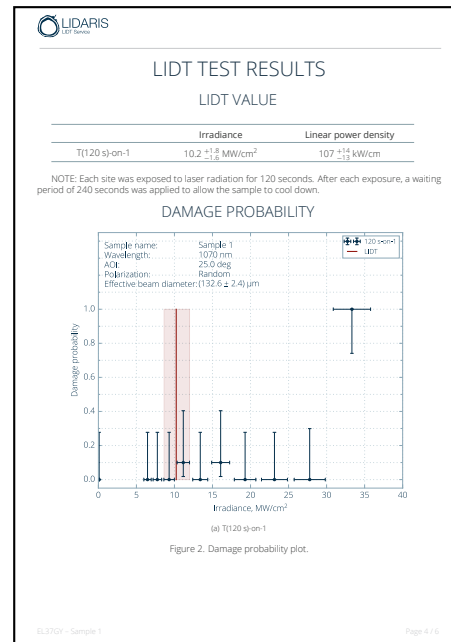 LIDARIS
LIDT Service
LIDT TEST RESULTS
LIDT VALUE
Irradiance Linear power density
T(120 s)-on-1 10.2 +1.8 −1.6 MW/cm² 107 +14 −13 kW/cm
NOTE: Each site was exposed to laser radiation for 120 seconds. After each exposure, a waiting
period of 240 seconds was applied to allow the sample to cool down.
DAMAGE PROBABILITY
Sample name: Sample 1
Wavelength: 1070 nm
AOI: 25.0 deg
Polarization: Random
Effective beam diameter: (132.6 ± 2.4) μm
120 s-on-1
LIDT
Damage probability
1.0
0.8
0.6
0.4
0.2
0.0
0 5 10 15 20 25 30 35 40
Irradiance, MW/cm²
(a) T(120 s)-on-1
Figure 2. Damage probability plot.
EL37GY – Sample 1 Page 4 / 6